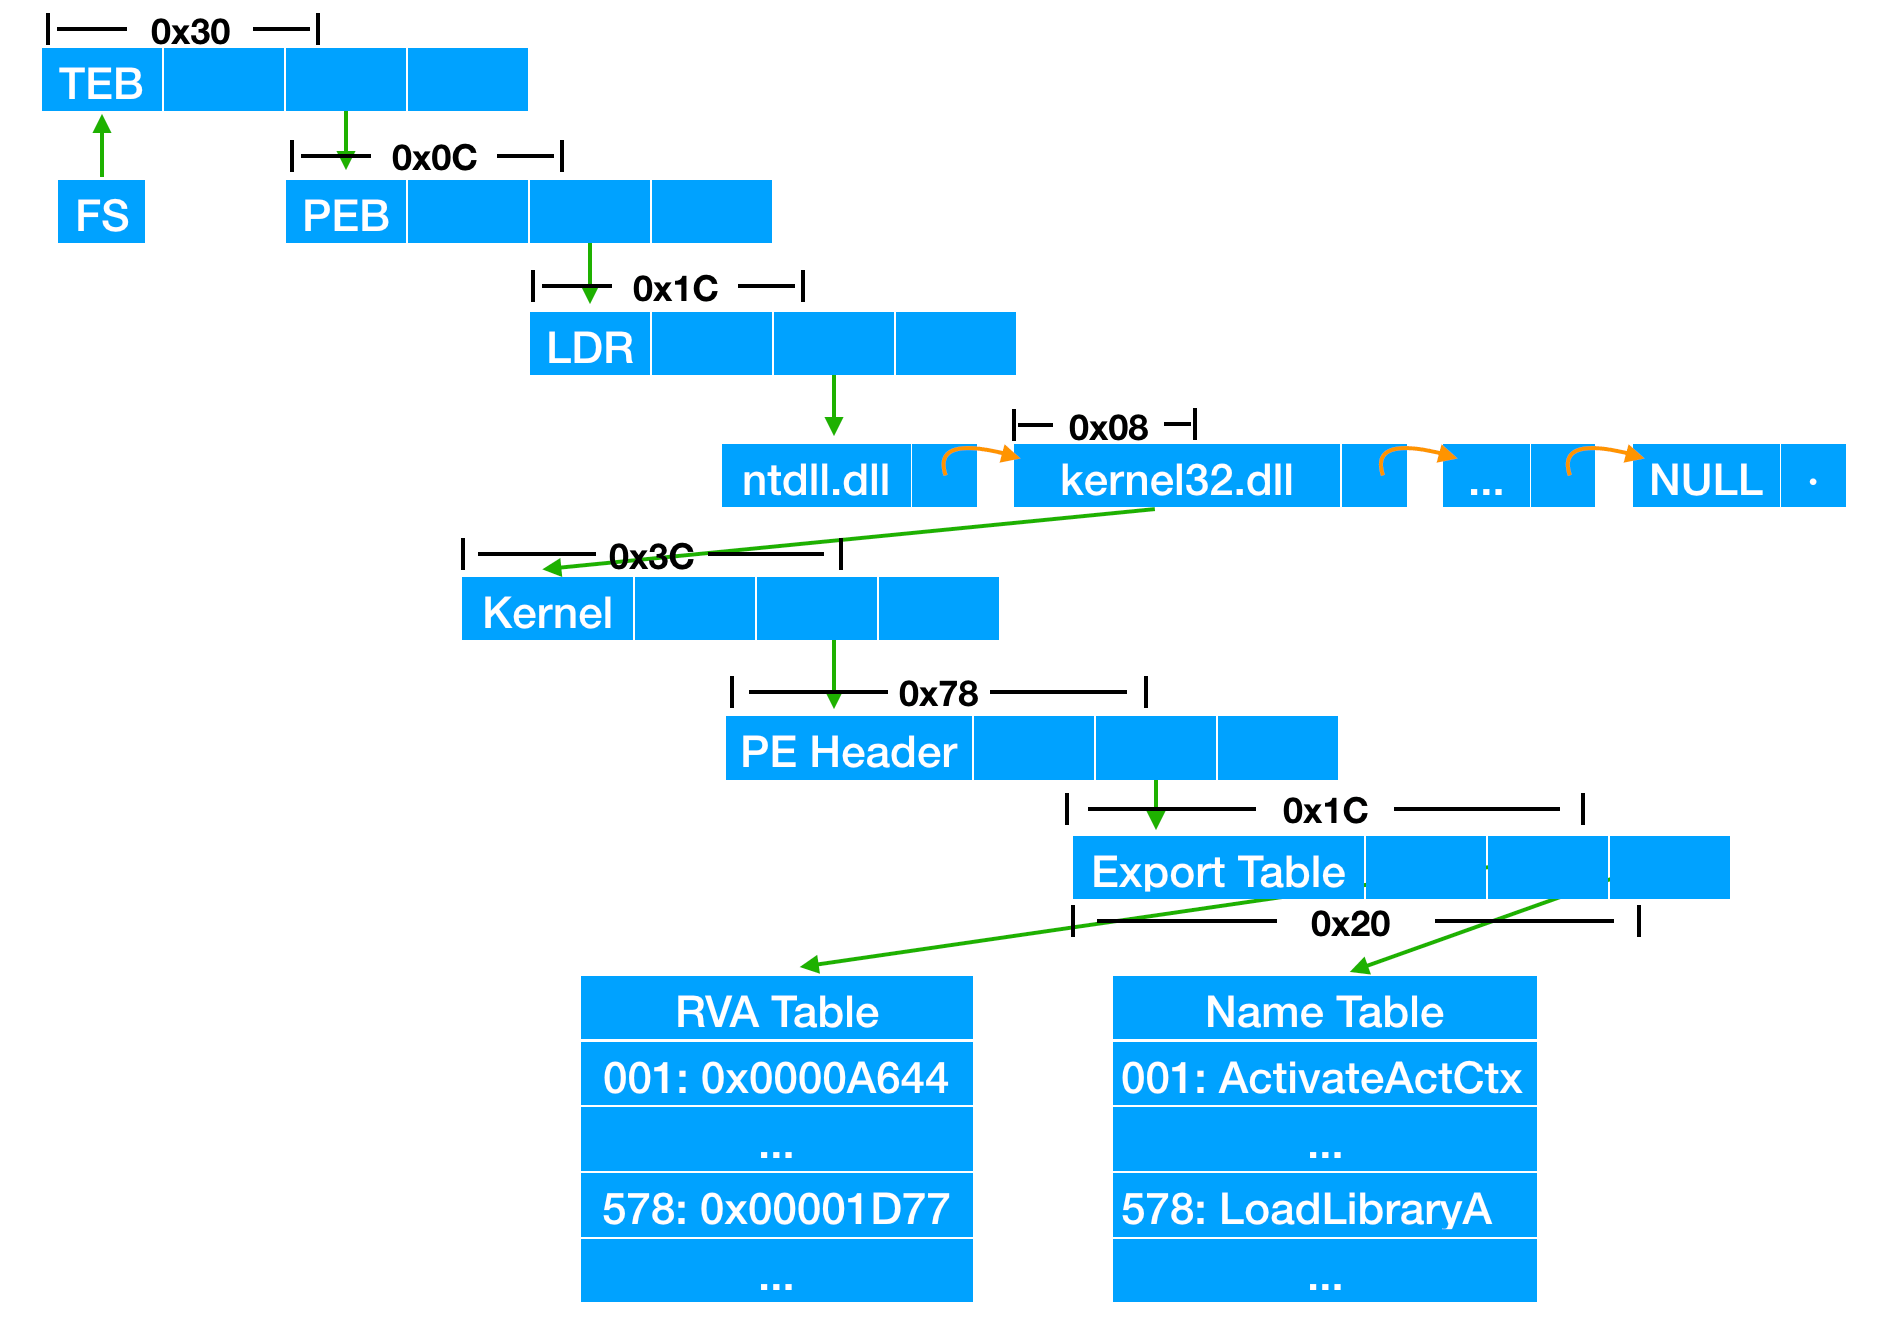 0x30
TEB
0x0C
FS
PEB
0x1C
LDR
0x08
ntdll.dll
kernel32.dll
...
NULL
.
0x3C
Kernel
0x78
PE Header
0x1C
Export Table
0x20
RVA Table
Name Table
001: 0x0000A644
001: ActivateActCtx
...
...
578: 0x00001D77
578: LoadLibraryA
...
...